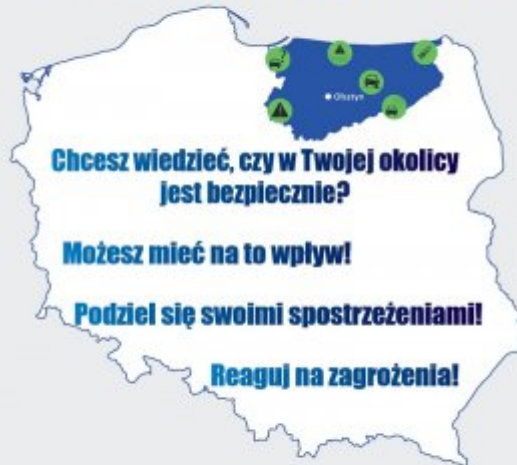 Olsztyn
Chcesz wiedzieć, czy w Twojej okolicy
jest bezpiecznie?
Możesz mieć na to wpływ!
Podziel się swoimi spostrzeżeniami!
Reaguj na zagrożenia!